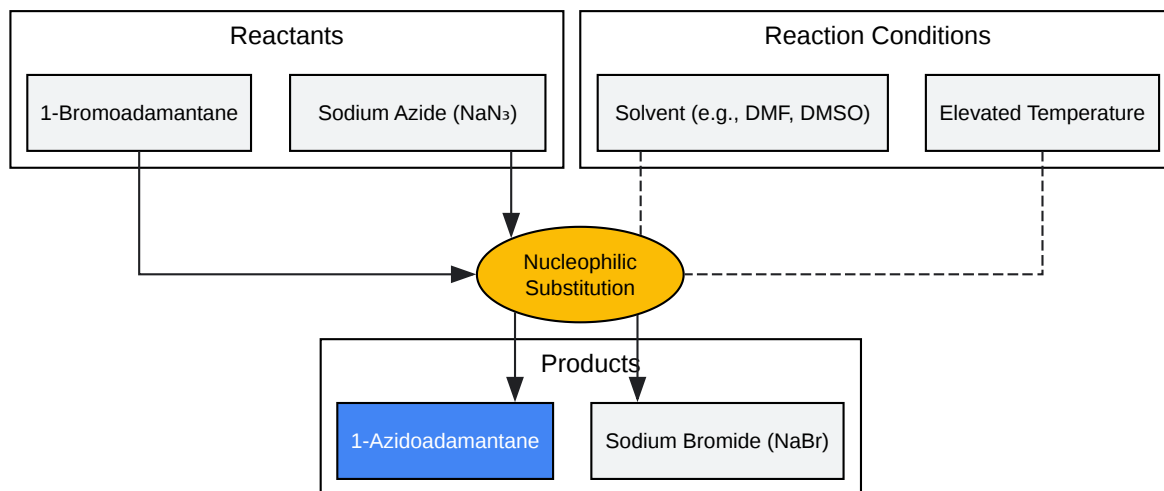 Reactants
Reaction Conditions
1-Bromoadamantane
Sodium Azide (NaN₃)
Solvent (e.g., DMF, DMSO)
Elevated Temperature
Nucleophilic
Substitution
Products
1-Azidoadamantane
Sodium Bromide (NaBr)